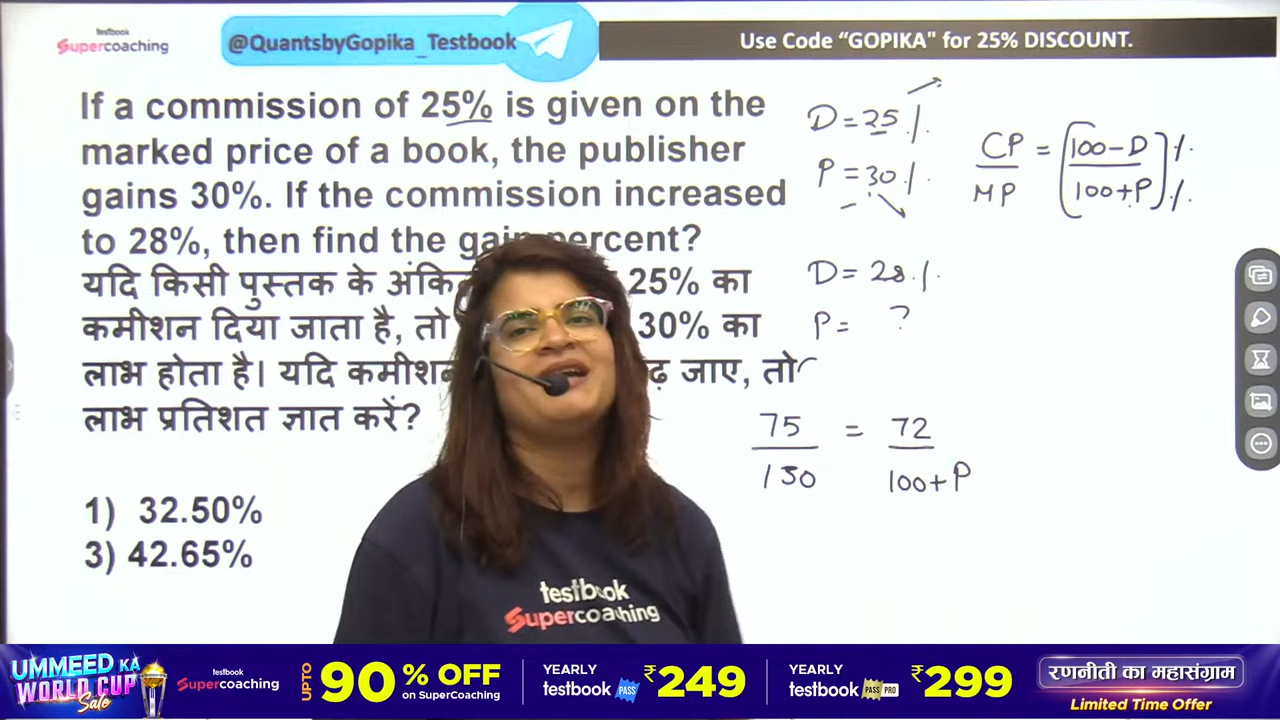 testbook
Supercoaching
@QuantsbyGopika_Testbook
Use Code “GOPIKA" for 25% DISCOUNT.
If a commission of 25% is given on the
marked price of a book, the publisher
gains 30%. If the commission increased
to 28%, then find the gain percent?
यदि किसी पुस्तक के 25% का
कमीशन दिया जाता है, तो 30% का
लाभ होता है। यदि जाए, तो
लाभ प्रतिशत ज्ञात करें?
1) 32.50%
3) 42.65%
D = 25 %
P = 30 %
CP/MP = (100-D/100+P) %/%
D = 28 %
P = ?
75/130 = 72/100+P
testbook
Supercoaching
UMMEED KA
WORLD CUP
Sale
testbook
Supercoaching
UPTO 90% OFF
on SuperCoaching
YEARLY
testbook PASS ₹249
YEARLY
testbook PASS PRO ₹299
रणनीती का महासंग्राम
Limited Time Offer